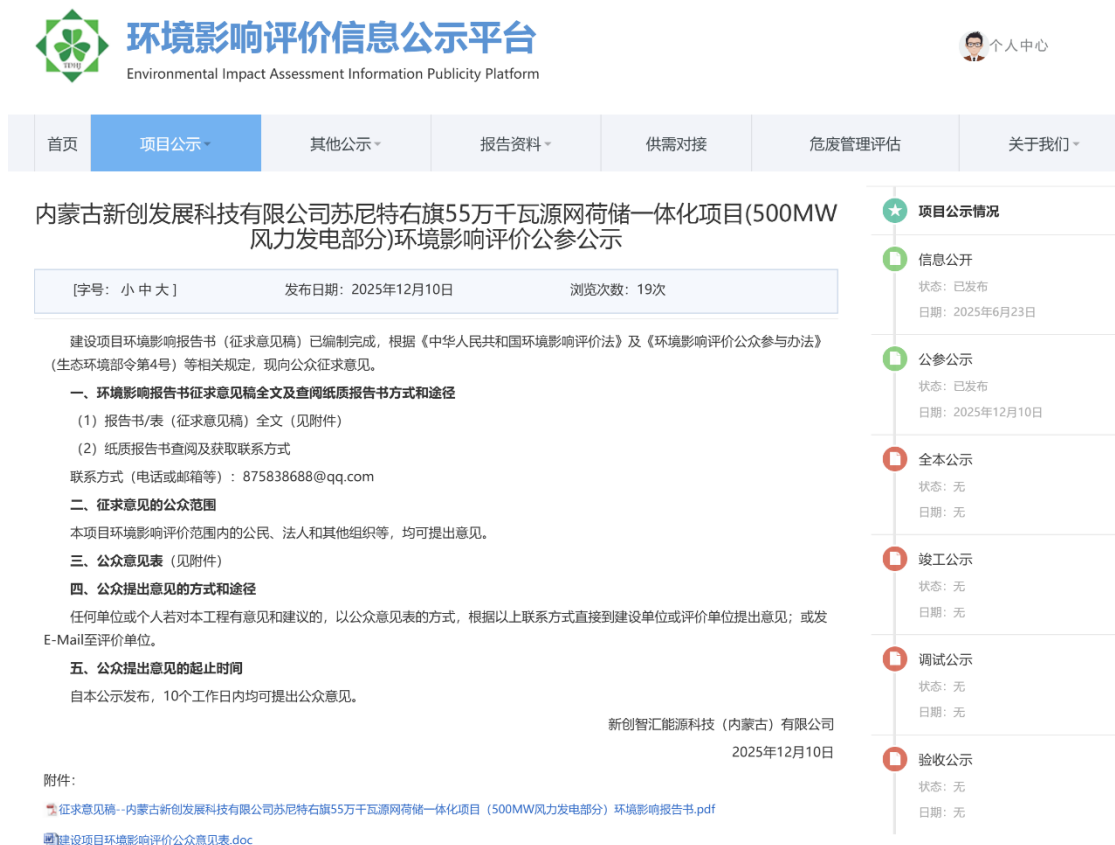 环境影响评价信息公示平台
Environmental Impact Assessment Information Publicity Platform
个人中心
首页
项目公示
其他公示
报告资料
供需对接
危废管理评估
关于我们
内蒙古新创发展科技有限公司苏尼特右旗55万千瓦源网荷储一体化项目(500MW
风力发电部分)环境影响评价公参公示
[字号： 小 中 大 ] 发布日期：2025年12月10日 浏览次数：19次
建设项目环境影响报告书（征求意见稿）已编制完成，根据《中华人民共和国环境影响评价法》及《环境影响评价公众参与办法》
（生态环境部令第4号）等相关规定，现向公众征求意见。
一、环境影响报告书征求意见稿全文及查阅纸质报告书方式和途径
（1）报告书/表（征求意见稿）全文（见附件）
（2）纸质报告书查阅及获取联系方式
联系方式（电话或邮箱等）：875838688@qq.com
二、征求意见的公众范围
本项目环境影响评价范围内的公民、法人和其他组织等，均可提出意见。
三、公众意见表（见附件）
四、公众提出意见的方式和途径
任何单位或个人若对本工程有意见和建议的，以公众意见表的方式，根据以上联系方式直接到建设单位或评价单位提出意见；或发
E-Mail至评价单位。
五、公众提出意见的起止时间
自本公示发布，10个工作日内均可提出公众意见。
新创智汇能源科技（内蒙古）有限公司
2025年12月10日
附件：
征求意见稿--内蒙古新创发展科技有限公司苏尼特右旗55万千瓦源网荷储一体化项目（500MW风力发电部分）环境影响报告书.pdf
建设项目环境影响评价公众意见表.doc
项目公示情况
信息公开
状态：已发布
日期：2025年6月23日
公参公示
状态：已发布
日期：2025年12月10日
全本公示
状态：无
日期：无
竣工公示
状态：无
日期：无
调试公示
状态：无
日期：无
验收公示
状态：无
日期：无